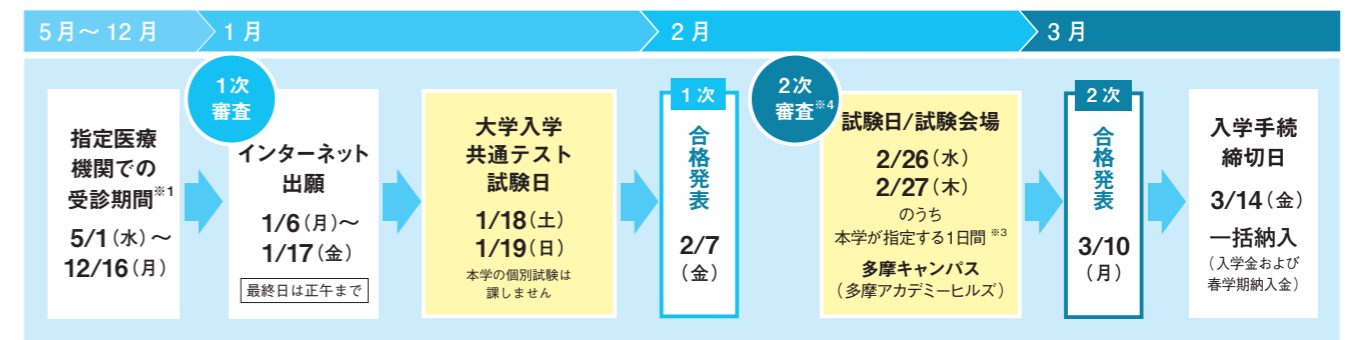 5月～12月
1月
2月
3月
1次
審査
指定医療
機関での
受診期間※1
5/1(水)～
12/16(月)
インターネット
出願
1/6(月)～
1/17(金)
最終日は正午まで
大学入学
共通テスト
試験日
1/18(土)
1/19(日)
本学の個別試験は
課しません
1次
合格発表
2/7
(金)
2次
審査※4
試験日/試験会場
2/26(水)
2/27(木)
のうち
本学が指定する1日間※3
多摩キャンパス
(多摩アカデミーヒルズ)
2次
合格発表
3/10
(月)
入学手続
締切日
3/14(金)
一括納入
(入学金および
春学期納入金)